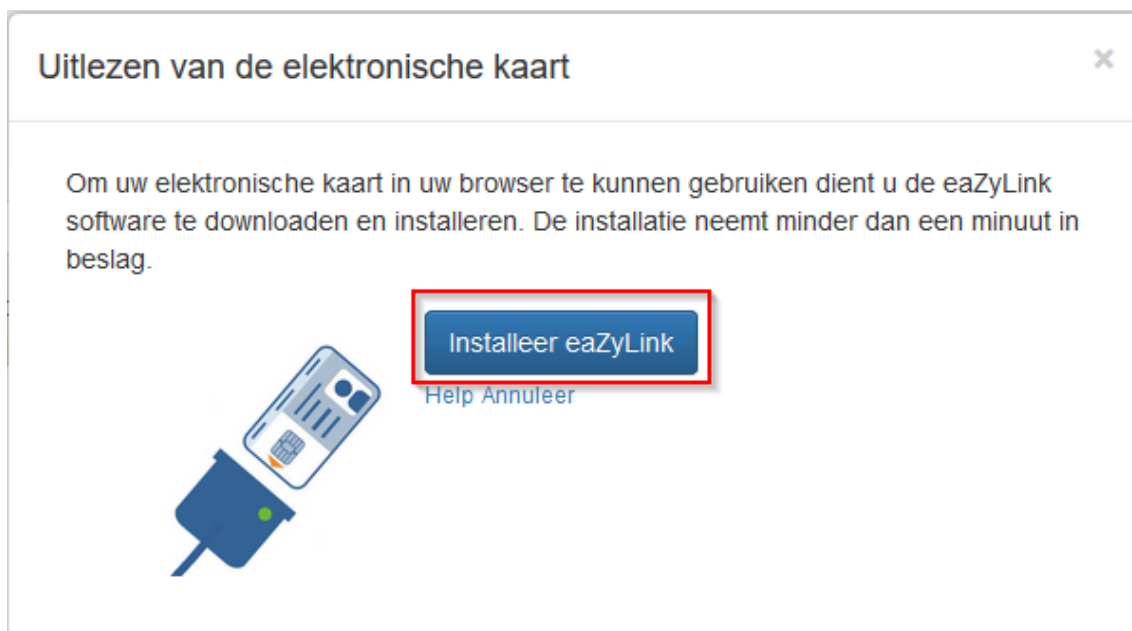 Uitlezen van de elektronische kaart
Om uw elektronische kaart in uw browser te kunnen gebruiken dient u de eaZyLink
software te downloaden en installeren. De installatie neemt minder dan een minuut in
beslag.
Installeer eaZyLink
Help Annuleer